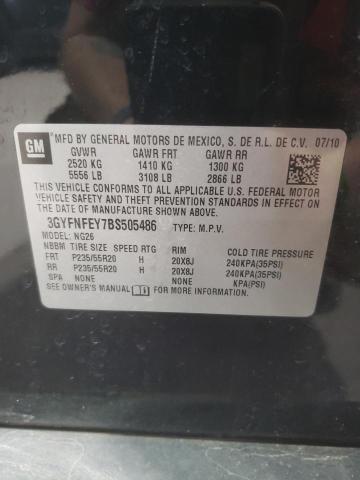 GM
MFD BY GENERAL MOTORS DE MEXICO, S. DE R.L. DE C.V. 07/10
GVWR GAWR FRT GAWR RR
2520 KG 1410 KG 1300 KG
5556 LB 3108 LB 2866 LB
THIS VEHICLE CONFORMS TO ALL APPLICABLE U.S. FEDERAL MOTOR
VEHICLE SAFETY AND THEFT PREVENTION STANDARDS IN EFFECT ON
THE DATE OF MANUFACTURE SHOWN ABOVE.
3GYFNFEY7BS505486 TYPE: M.P.V.
MODEL: NG26
NBBM TIRE SIZE SPEED RTG RIM COLD TIRE PRESSURE
FRT P235/55R20 H 20X8J 240KPA(35PSI)
RR P235/55R20 H 20X8J 240KPA(35PSI)
SPA NONE NONE KPA(PSI)
SEE OWNER'S MANUAL FOR MORE INFORMATION